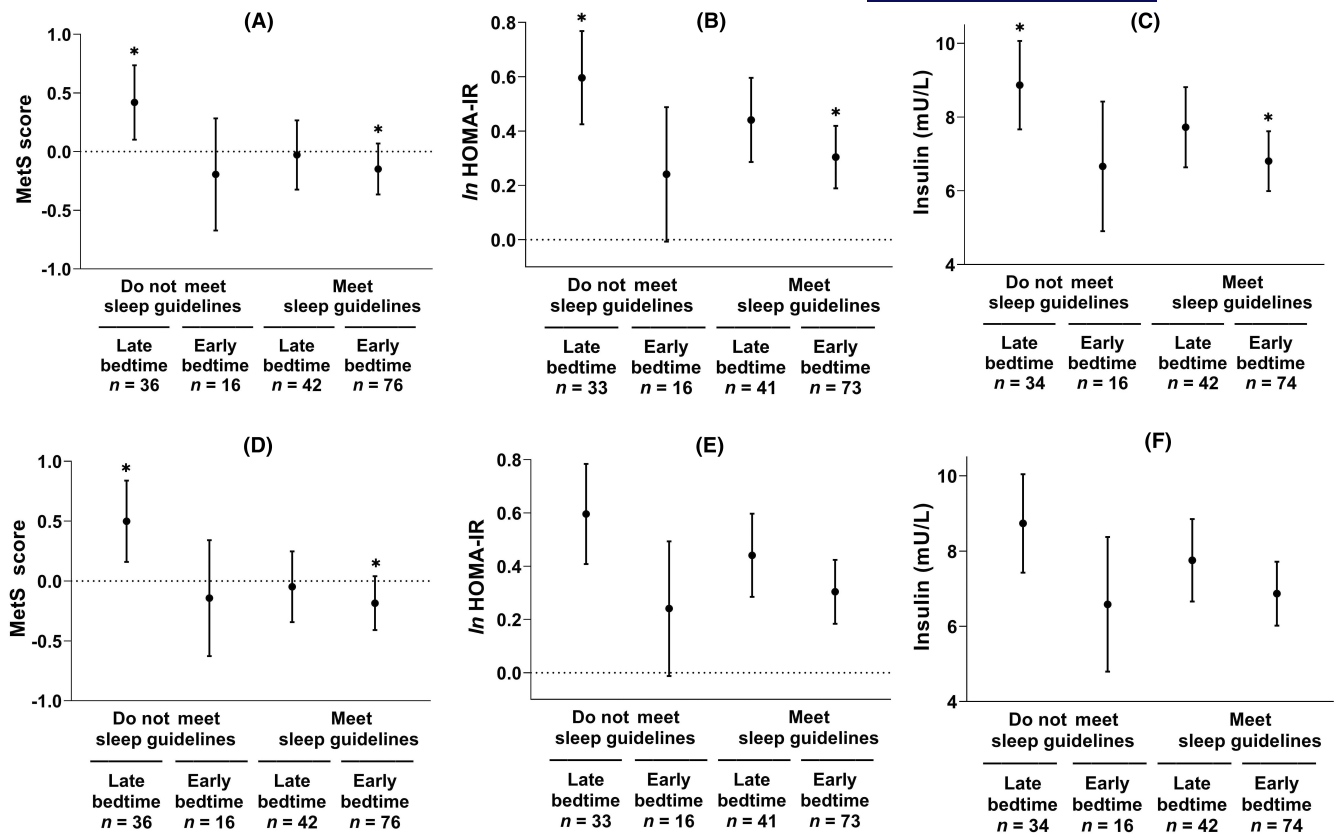 (A)
MetS score
1.0
*
0.5
*
0.0
-0.5
-1.0
Do not meet
sleep guidelines
Meet
sleep guidelines
Late
bedtime
n = 36
Early
bedtime
n = 16
Late
bedtime
n = 42
Early
bedtime
n = 76
(B)
ln HOMA-IR
0.8
*
0.6
*
0.4
0.2
0.0
Do not meet
sleep guidelines
Meet
sleep guidelines
Late
bedtime
n = 33
Early
bedtime
n = 16
Late
bedtime
n = 41
Early
bedtime
n = 73
(C)
Insulin (mU/L)
*
10
8
*
6
4
Do not meet
sleep guidelines
Meet
sleep guidelines
Late
bedtime
n = 34
Early
bedtime
n = 16
Late
bedtime
n = 42
Early
bedtime
n = 74
(D)
MetS score
1.0
*
0.5
*
0.0
-0.5
-1.0
Do not meet
sleep guidelines
Meet
sleep guidelines
Late
bedtime
n = 36
Early
bedtime
n = 16
Late
bedtime
n = 42
Early
bedtime
n = 76
(E)
ln HOMA-IR
0.8
0.6
0.4
0.2
0.0
Do not meet
sleep guidelines
Meet
sleep guidelines
Late
bedtime
n = 33
Early
bedtime
n = 16
Late
bedtime
n = 41
Early
bedtime
n = 73
(F)
Insulin (mU/L)
10
8
6
4
Do not meet
sleep guidelines
Meet
sleep guidelines
Late
bedtime
n = 34
Early
bedtime
n = 16
Late
bedtime
n = 42
Early
bedtime
n = 74